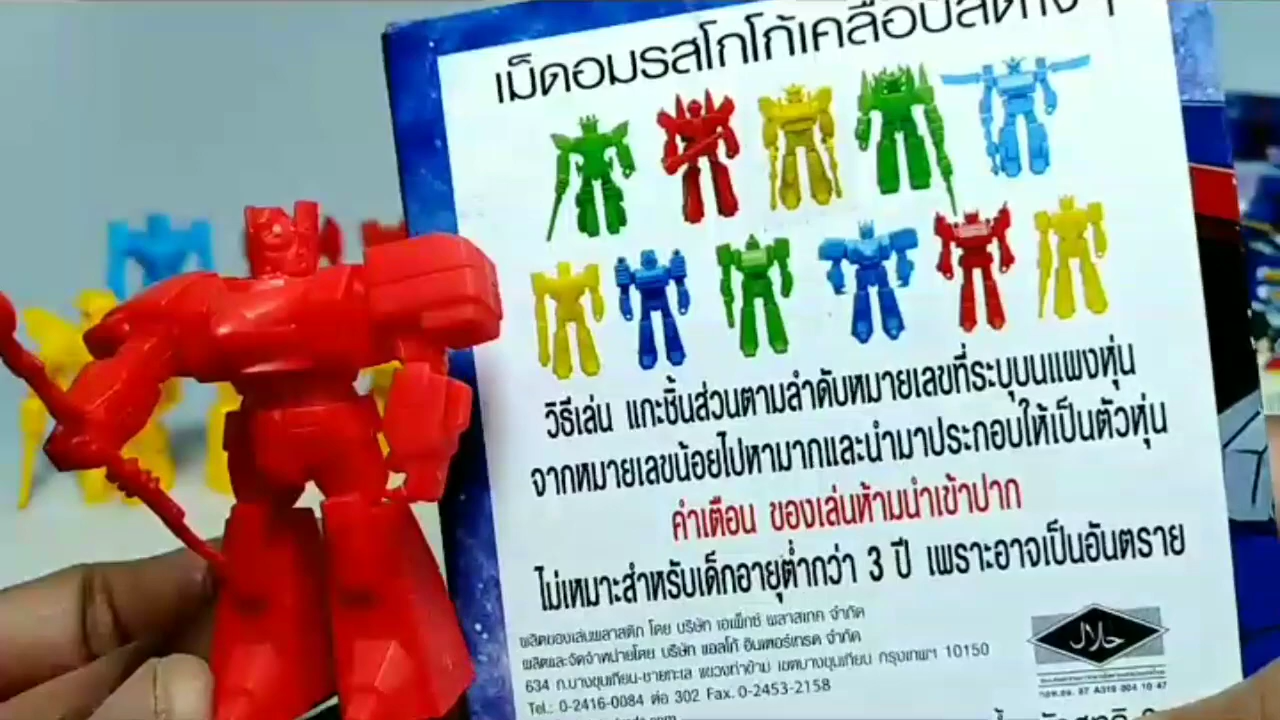 เม็ดอมรสโกโก้เคลือบสีต่างๆ
วิธีเล่น แกะชิ้นส่วนตามลำดับหมายเลขที่ระบุบนแผงหุ่น
จากหมายเลขน้อยไปหามากและนำมาประกอบให้เป็นตัวหุ่น
คำเตือน ของเล่นห้ามนำเข้าปาก
ไม่เหมาะสำหรับเด็กอายุต่ำกว่า 3 ปี เพราะอาจเป็นอันตราย
ผลิตของเล่นพลาสติก โดย บริษัท เอเพ็กซ์ พลาสเทค จำกัด
ผลิตและจัดจำหน่ายโดย บริษัท แอลโก้ อินเตอร์เทรด จำกัด
634 ถ.บางขุนเทียน-ชายทะเล แขวงท่าข้าม เขตบางขุนเทียน กรุงเทพฯ 10150
Tel.: 0-2416-0084 ต่อ 302 Fax. 0-2453-2158
حلال